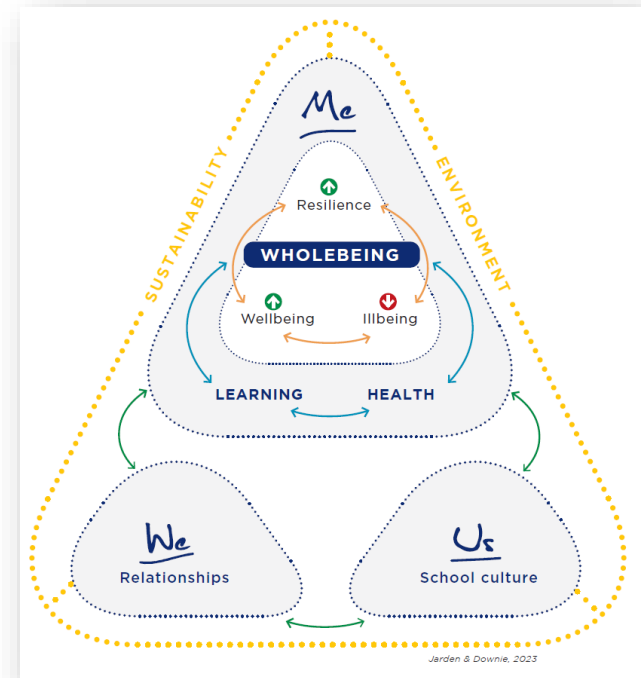 Me
SUSTAINABILITY
ENVIRONMENT
Resilience
WHOLEBEING
Wellbeing
Illbeing
LEARNING
HEALTH
We
Relationships
Us
School culture
Jarden & Downie, 2023